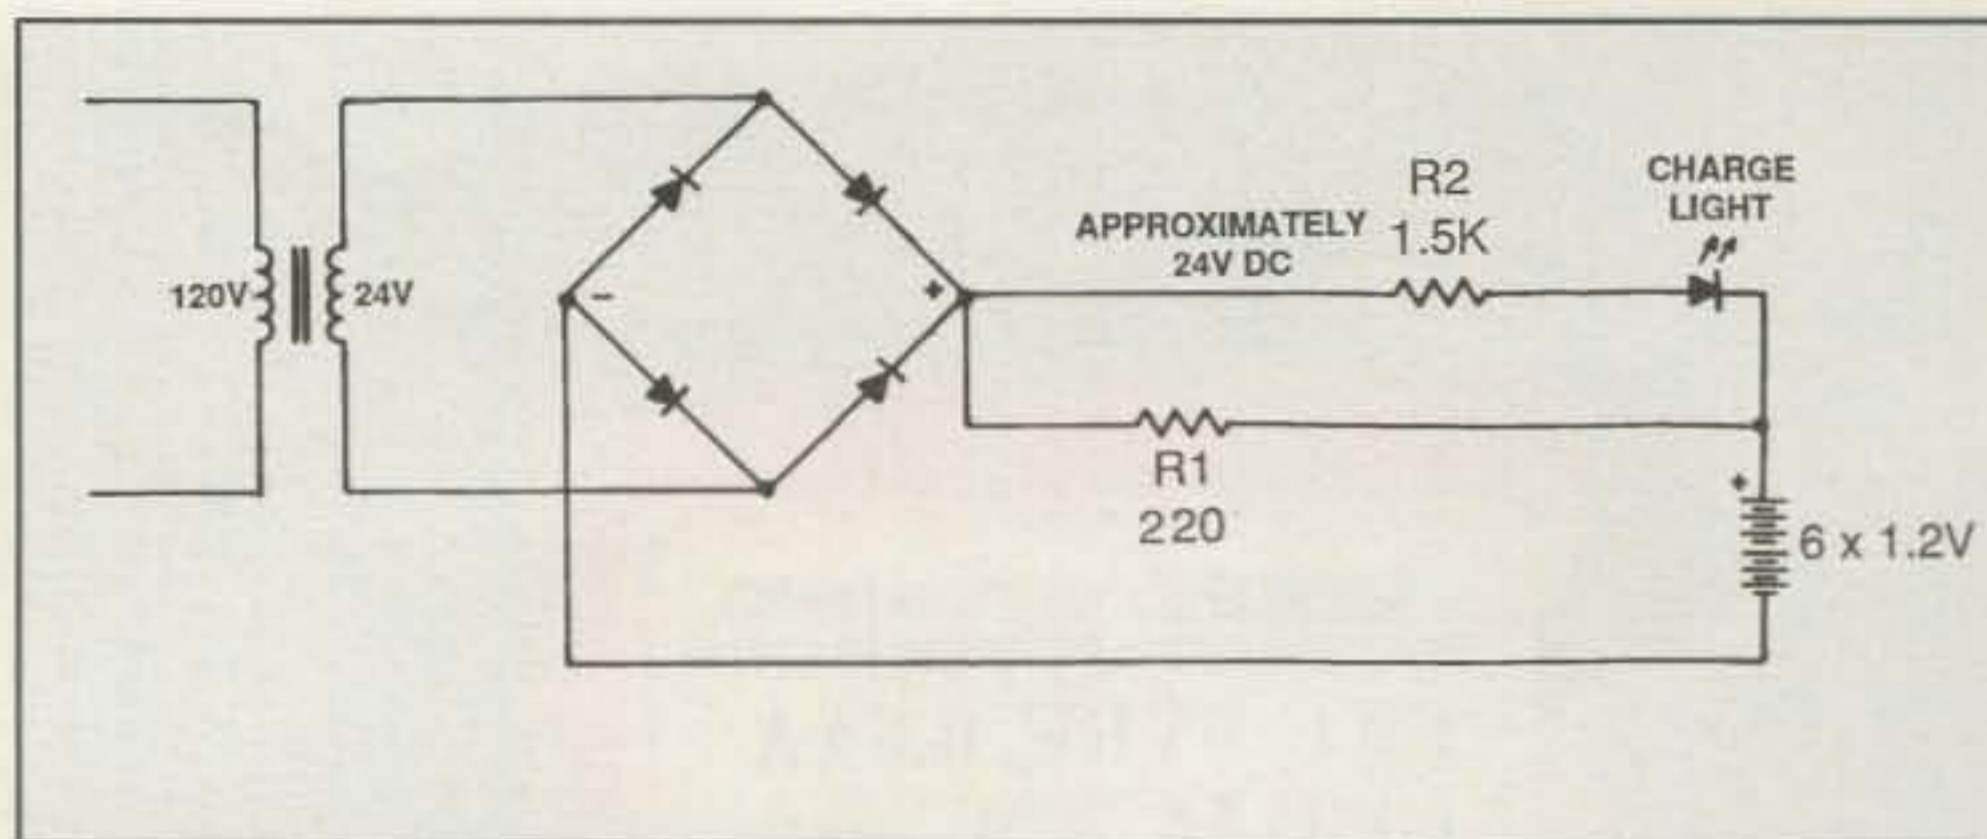 120V
24V
–
+
APPROXIMATELY
24V DC
R2
1.5K
CHARGE
LIGHT
R1
220
+
6 x 1.2V